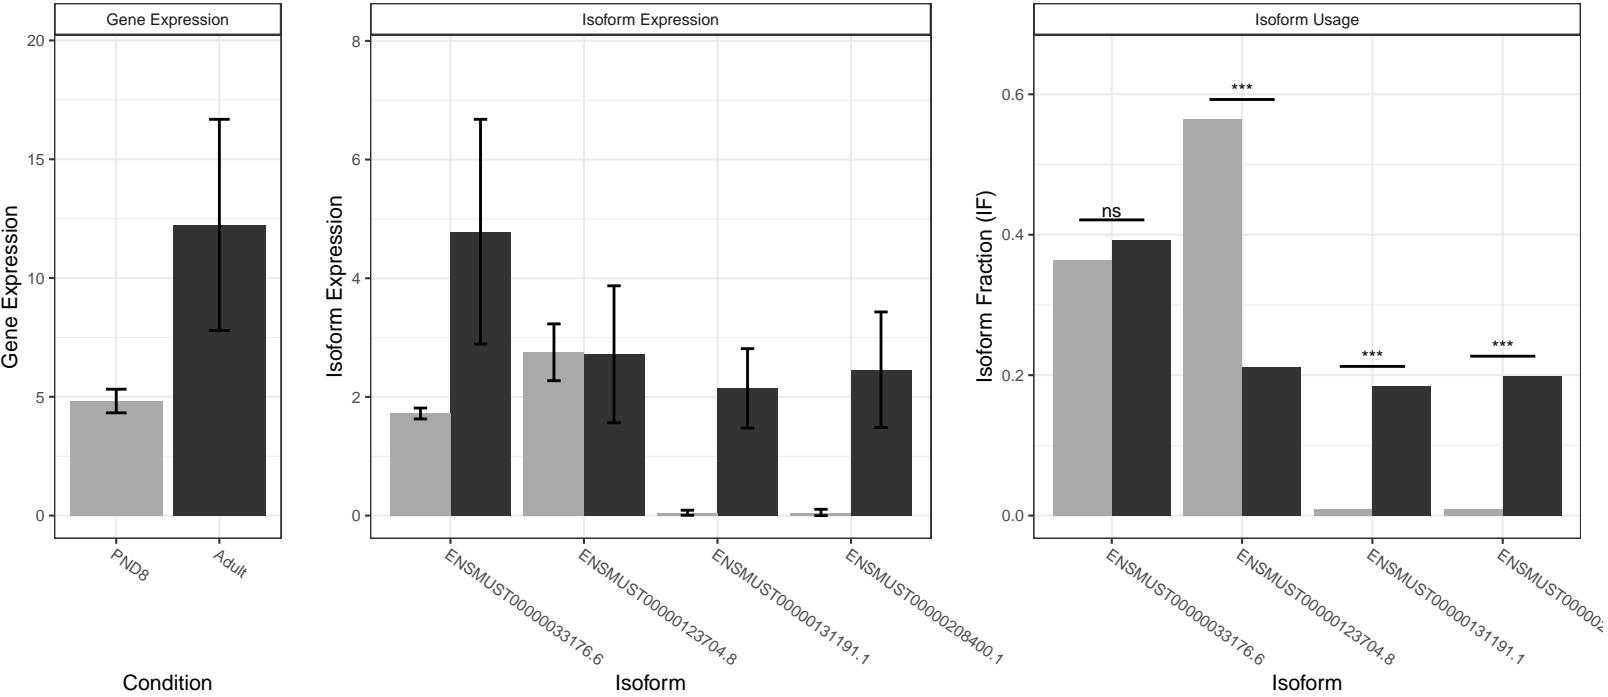 Gene Expression
Isoform Expression
Isoform Usage
Gene Expression
20
15
10
5
0
PND8
Adult
Condition
Isoform Expression
8
6
4
2
0
ENSMUST00000033176.6
ENSMUST00000123704.8
ENSMUST00000131191.1
ENSMUST00000208400.1
Isoform
Isoform Fraction (IF)
0.6
0.4
0.2
0.0
ns
***
***
***
ENSMUST00000033176.6
ENSMUST00000123704.8
ENSMUST00000131191.1
ENSMUST000002
Isoform